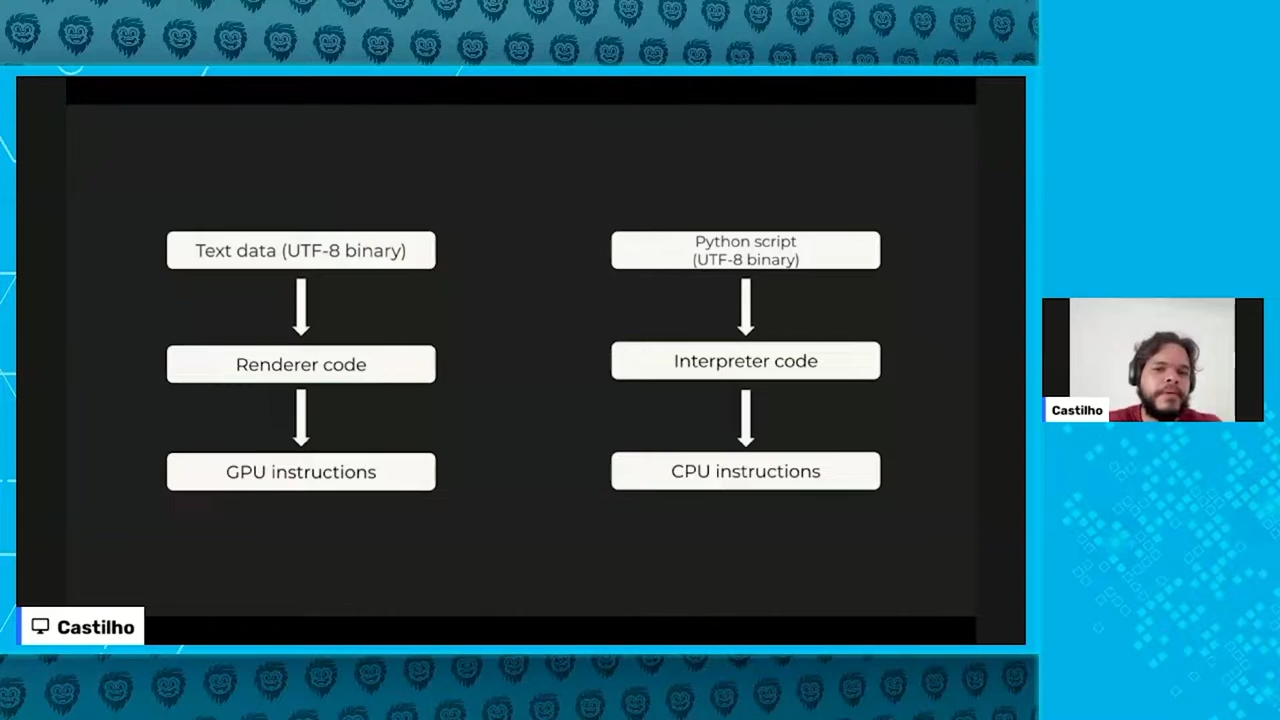 Text data (UTF-8 binary)
Renderer code
GPU instructions
Python script
(UTF-8 binary)
Interpreter code
CPU instructions
Castilho
Castilho